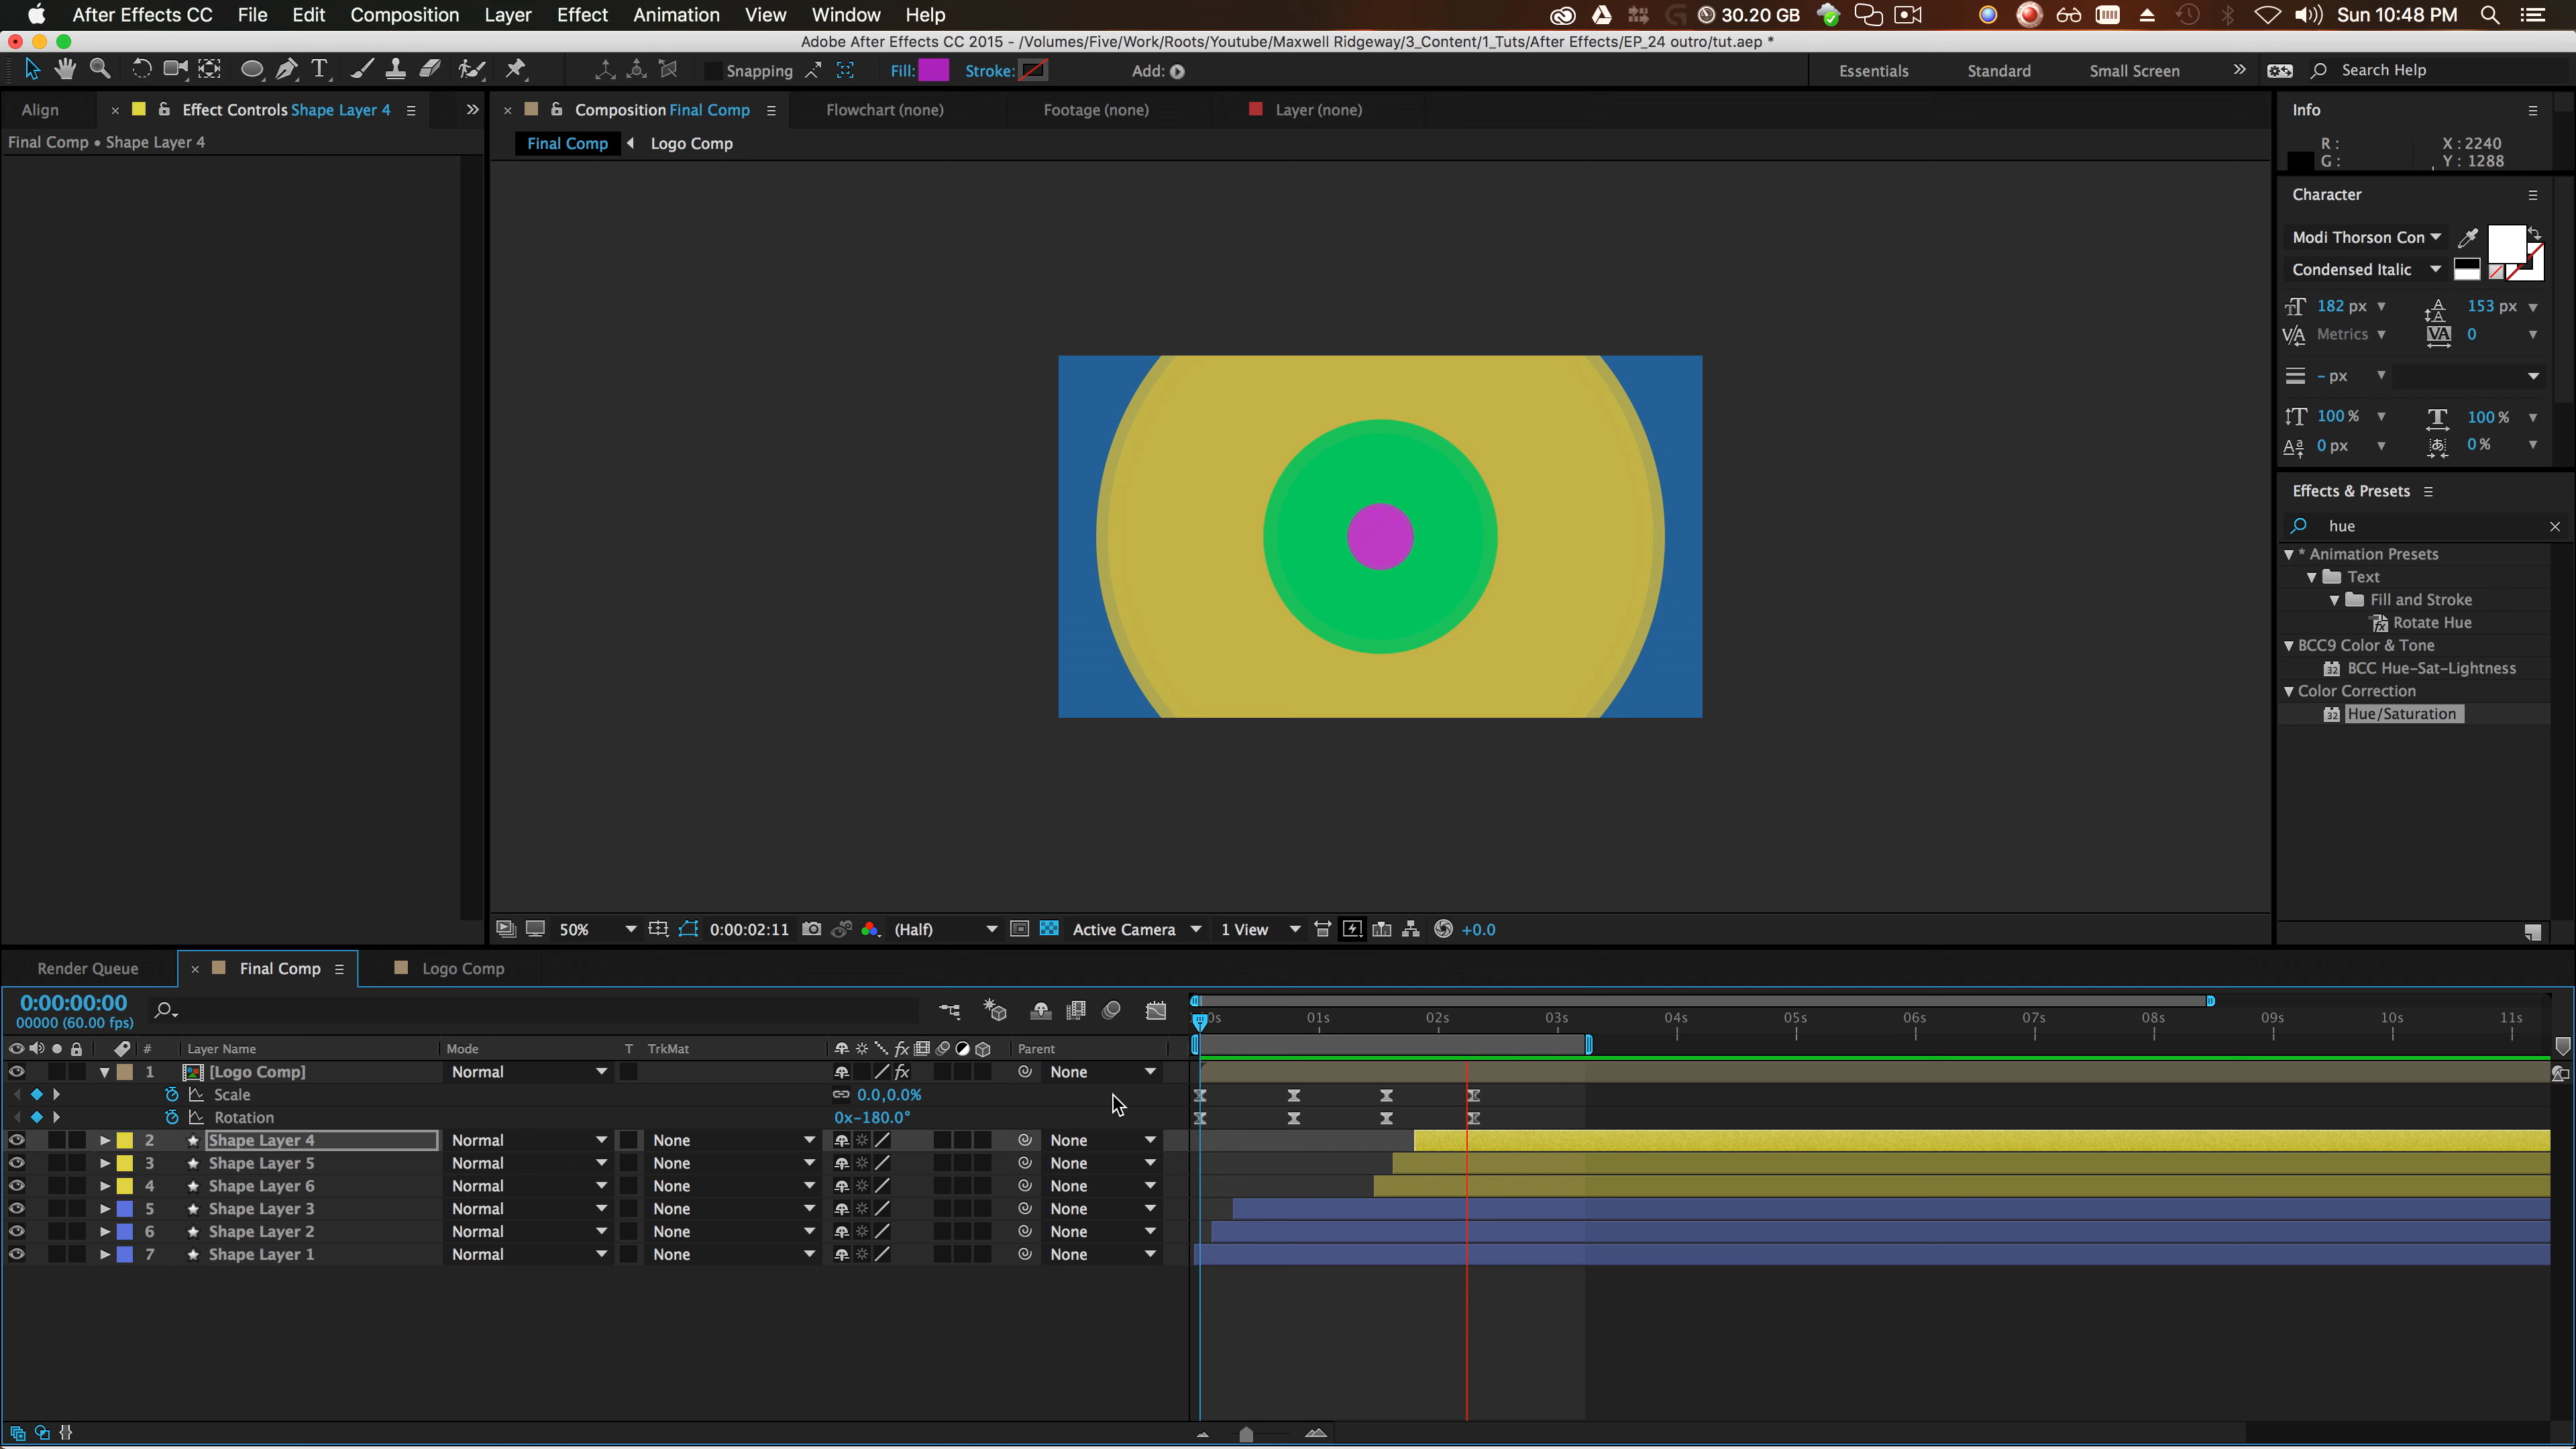 After Effects CC File Edit Composition Layer Effect Animation View Window Help 30.20 GB Sun 10:48 PM
Adobe After Effects CC 2015 - /Volumes/Five/Work/Roots/Youtube/Maxwell Ridgeway/3_Content/1_Tuts/After Effects/EP_24 outro/tut.aep *
Snapping Fill: Stroke: Add: Essentials Standard Small Screen Search Help
Align Effect Controls Shape Layer 4 Composition Final Comp Flowchart (none) Footage (none) Layer (none) Info
Final Comp • Shape Layer 4 Final Comp Logo Comp
R : X : 2240
G : Y : 1288
Character
Modi Thorson Con
Condensed Italic
182 px 153 px
Metrics 0
- px
100 % 100 %
0 px 0 %
Effects & Presets
hue
* Animation Presets
Text
Fill and Stroke
Rotate Hue
BCC9 Color & Tone
BCC Hue-Sat-Lightness
Color Correction
Hue/Saturation
50% 0:00:02:11 (Half) Active Camera 1 View +0.0
Render Queue Final Comp Logo Comp
0:00:00:00
00000 (60.00 fps)
0s 01s 02s 03s 04s 05s 06s 07s 08s 09s 10s 11s
# Layer Name Mode T TrkMat Parent
1 [Logo Comp] Normal None
Scale 0.0,0.0%
Rotation 0x-180.0°
2 Shape Layer 4 Normal None None
3 Shape Layer 5 Normal None None
4 Shape Layer 6 Normal None None
5 Shape Layer 3 Normal None None
6 Shape Layer 2 Normal None None
7 Shape Layer 1 Normal None None